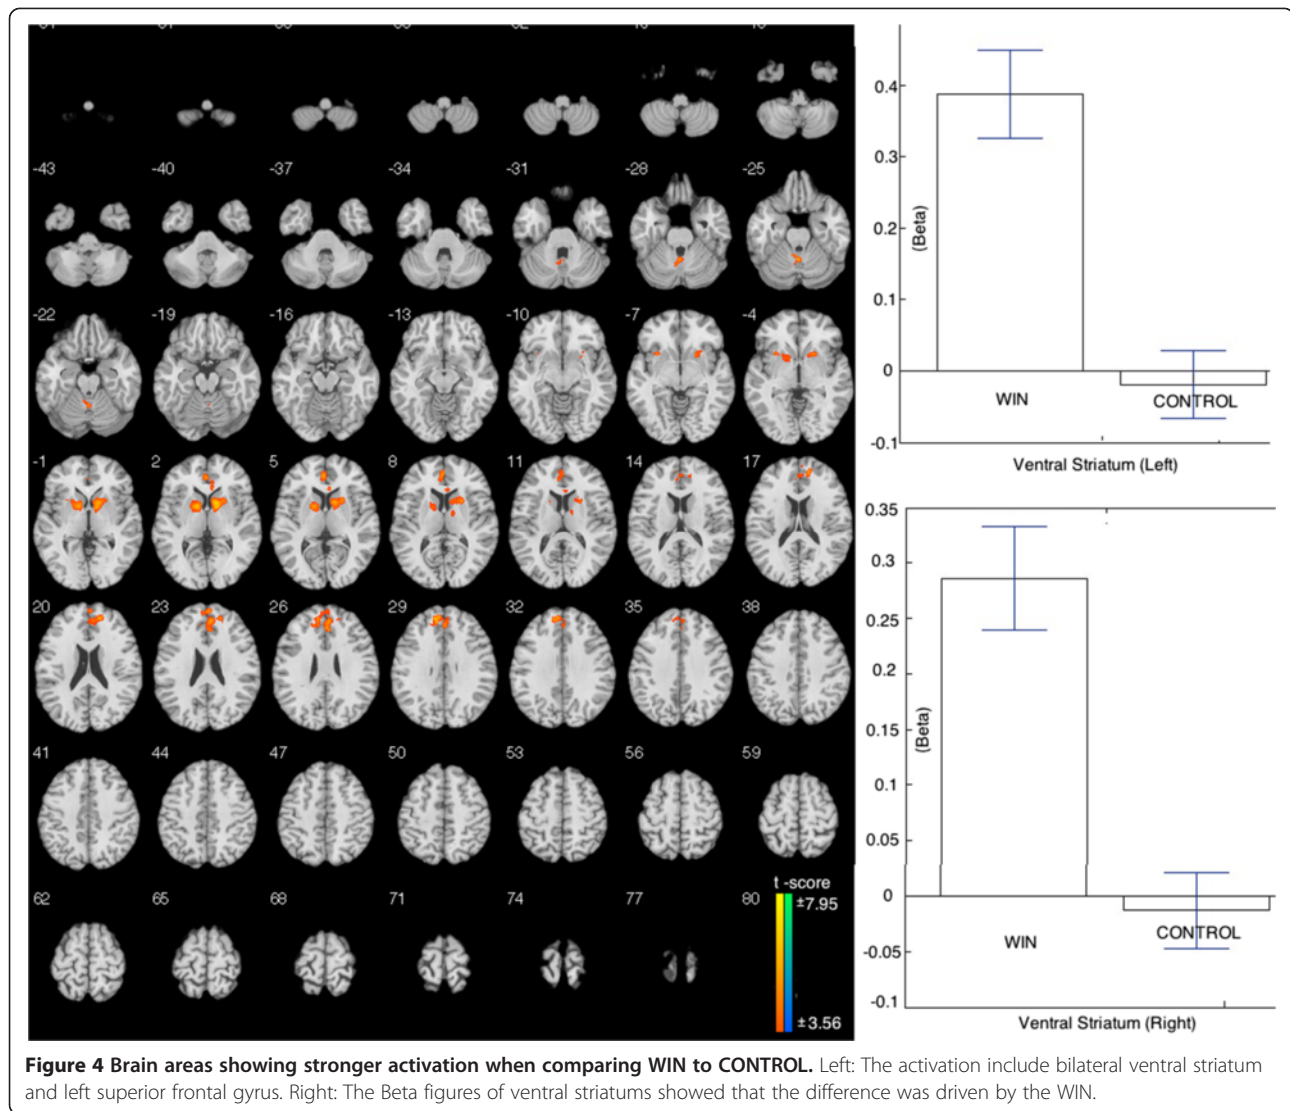 -43 -40 -37 -34 -31 -28 -25
-22 -19 -16 -13 -10 -7 -4
-1 2 5 8 11 14 17
20 23 26 29 32 35 38
41 44 47 50 53 56 59
62 65 68 71 74 77 80
t -score
±7.95
±3.56
0.4
0.3
0.2
0.1
0
-0.1
(Beta)
WIN
CONTROL
Ventral Striatum (Left)
0.35
0.3
0.25
0.2
0.15
0.1
0.05
0
-0.05
-0.1
(Beta)
WIN
CONTROL
Ventral Striatum (Right)
Figure 4 Brain areas showing stronger activation when comparing WIN to CONTROL. Left: The activation include bilateral ventral striatum
and left superior frontal gyrus. Right: The Beta figures of ventral striatums showed that the difference was driven by the WIN.